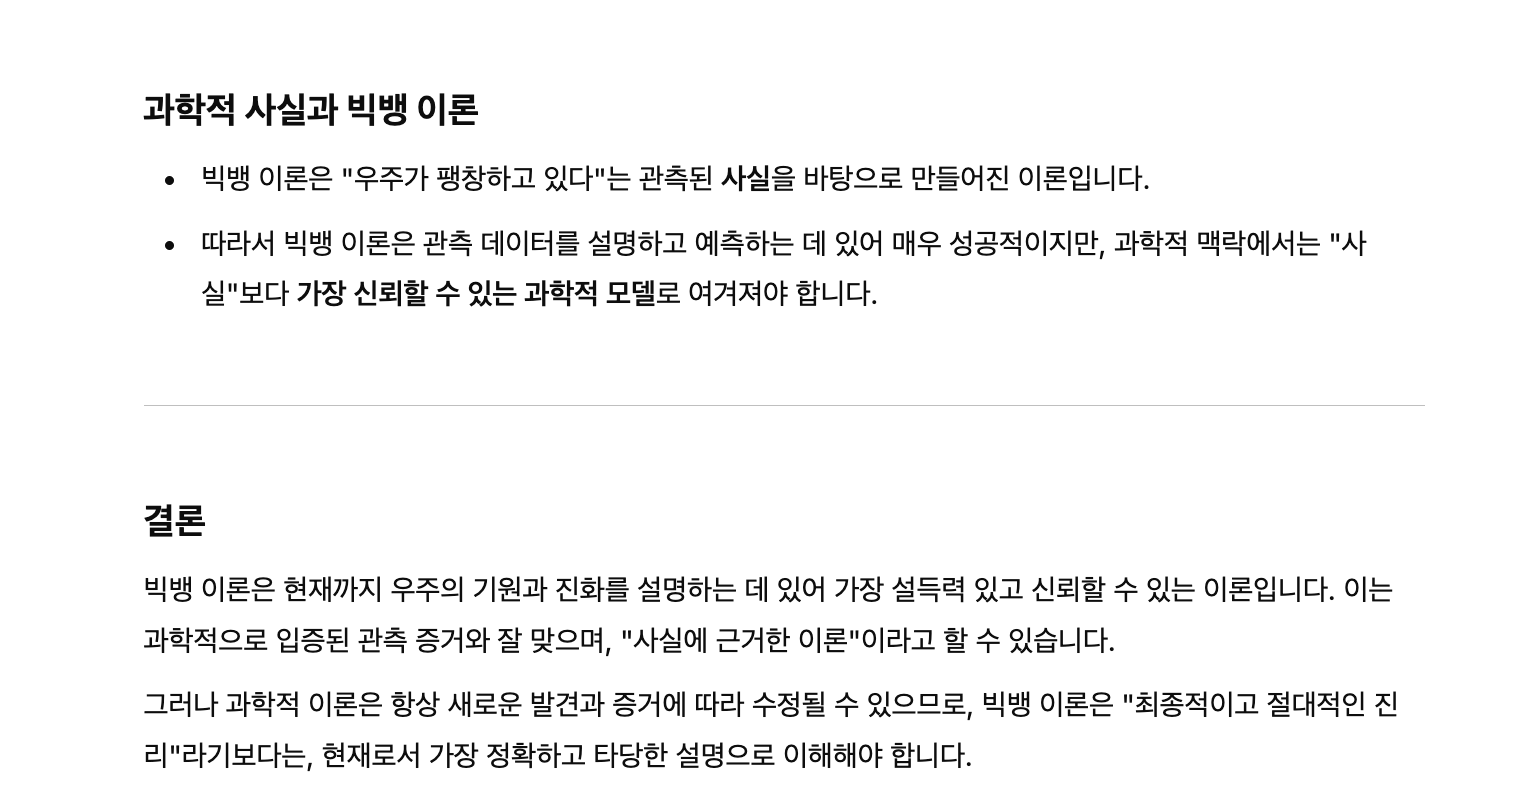 과학적 사실과 빅뱅 이론
• 빅뱅 이론은 "우주가 팽창하고 있다"는 관측된 사실을 바탕으로 만들어진 이론입니다.
• 따라서 빅뱅 이론은 관측 데이터를 설명하고 예측하는 데 있어 매우 성공적이지만, 과학적 맥락에서는 "사
실"보다 가장 신뢰할 수 있는 과학적 모델로 여겨져야 합니다.
결론
빅뱅 이론은 현재까지 우주의 기원과 진화를 설명하는 데 있어 가장 설득력 있고 신뢰할 수 있는 이론입니다. 이는
과학적으로 입증된 관측 증거와 잘 맞으며, "사실에 근거한 이론"이라고 할 수 있습니다.
그러나 과학적 이론은 항상 새로운 발견과 증거에 따라 수정될 수 있으므로, 빅뱅 이론은 "최종적이고 절대적인 진
리"라기보다는, 현재로서 가장 정확하고 타당한 설명으로 이해해야 합니다.